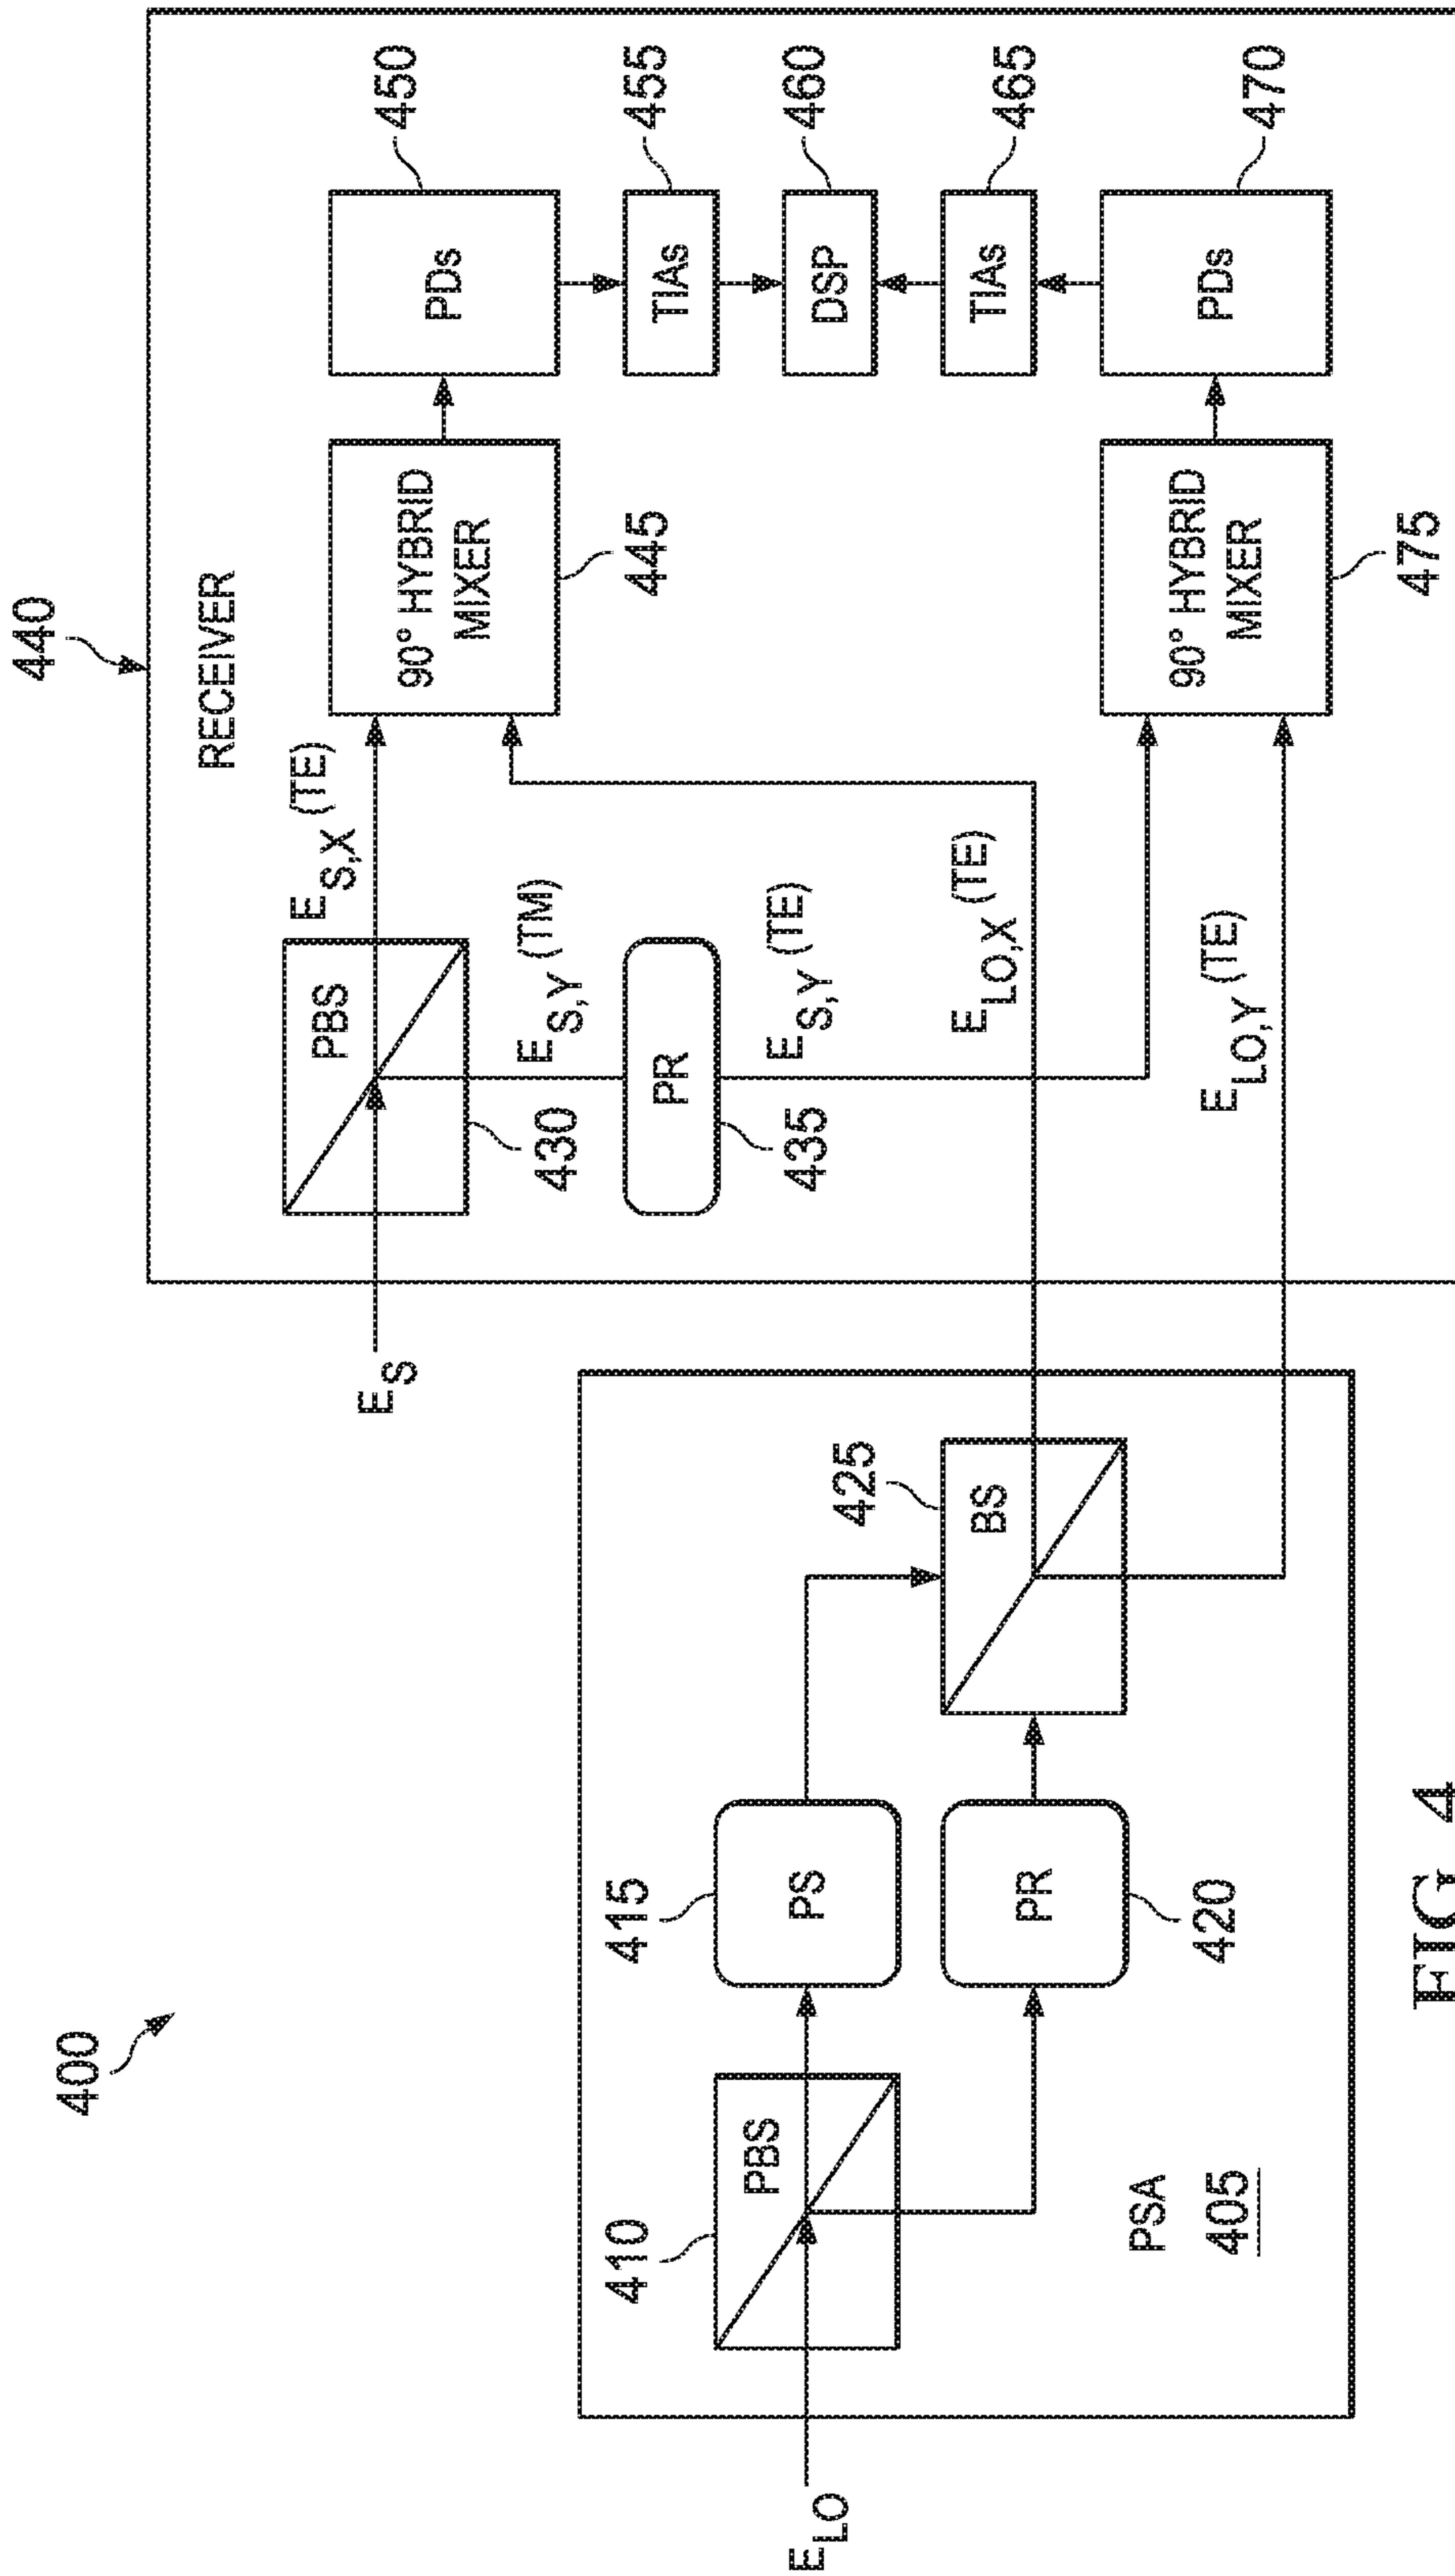 400
440
RECEIVER
E_S
PBS
430
E_S,X (TE)
E_S,Y (TM)
PR
435
E_S,Y (TE)
90° HYBRID
MIXER
445
PDs
450
TIAs
455
DSP
460
TIAs
465
PDs
470
90° HYBRID
MIXER
475
E_LO,X (TE)
E_LO,Y (TE)
E_LO
410
PBS
415
PS
PR
420
425
BS
PSA
405
FIG. 4